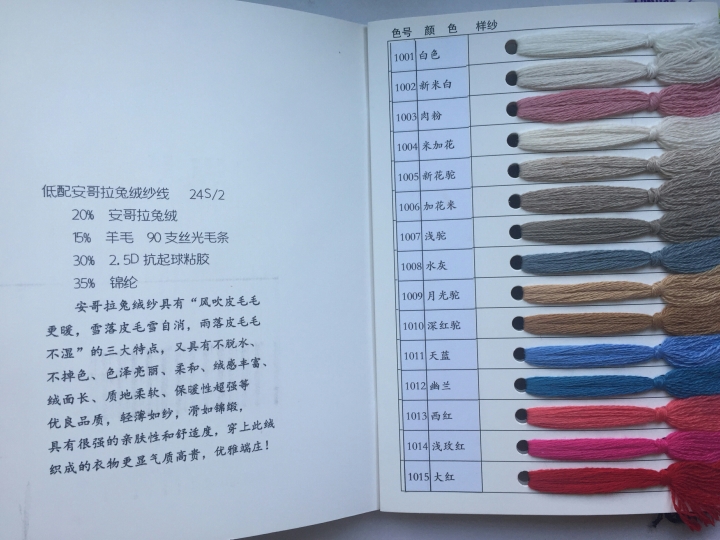 低配安哥拉兔绒纱线 24S/2
20% 安哥拉兔绒
15% 羊毛 90支丝光毛条
30% 2.5D抗起球粘胶
35% 锦纶
安哥拉兔绒纱具有“风吹皮毛毛
更暖，雪落皮毛雪自消，雨落皮毛毛
不湿”的三大特点，又具有不脱水、
不掉色、色泽亮丽、柔和、绒感丰富、
绒面长、质地柔软、保暖性超强等
优良品质，轻薄如纱，滑如锦缎，
具有很强的亲肤性和舒适度，穿上此绒
织成的衣物更显气质高贵，优雅端庄！
色号 颜色 样纱
1001 白色
1002 新米白
1003 肉粉
1004 米加花
1005 新花驼
1006 加花米
1007 浅驼
1008 水灰
1009 月光驼
1010 深红驼
1011 天蓝
1012 幽兰
1013 西红
1014 浅玫红
1015 大红